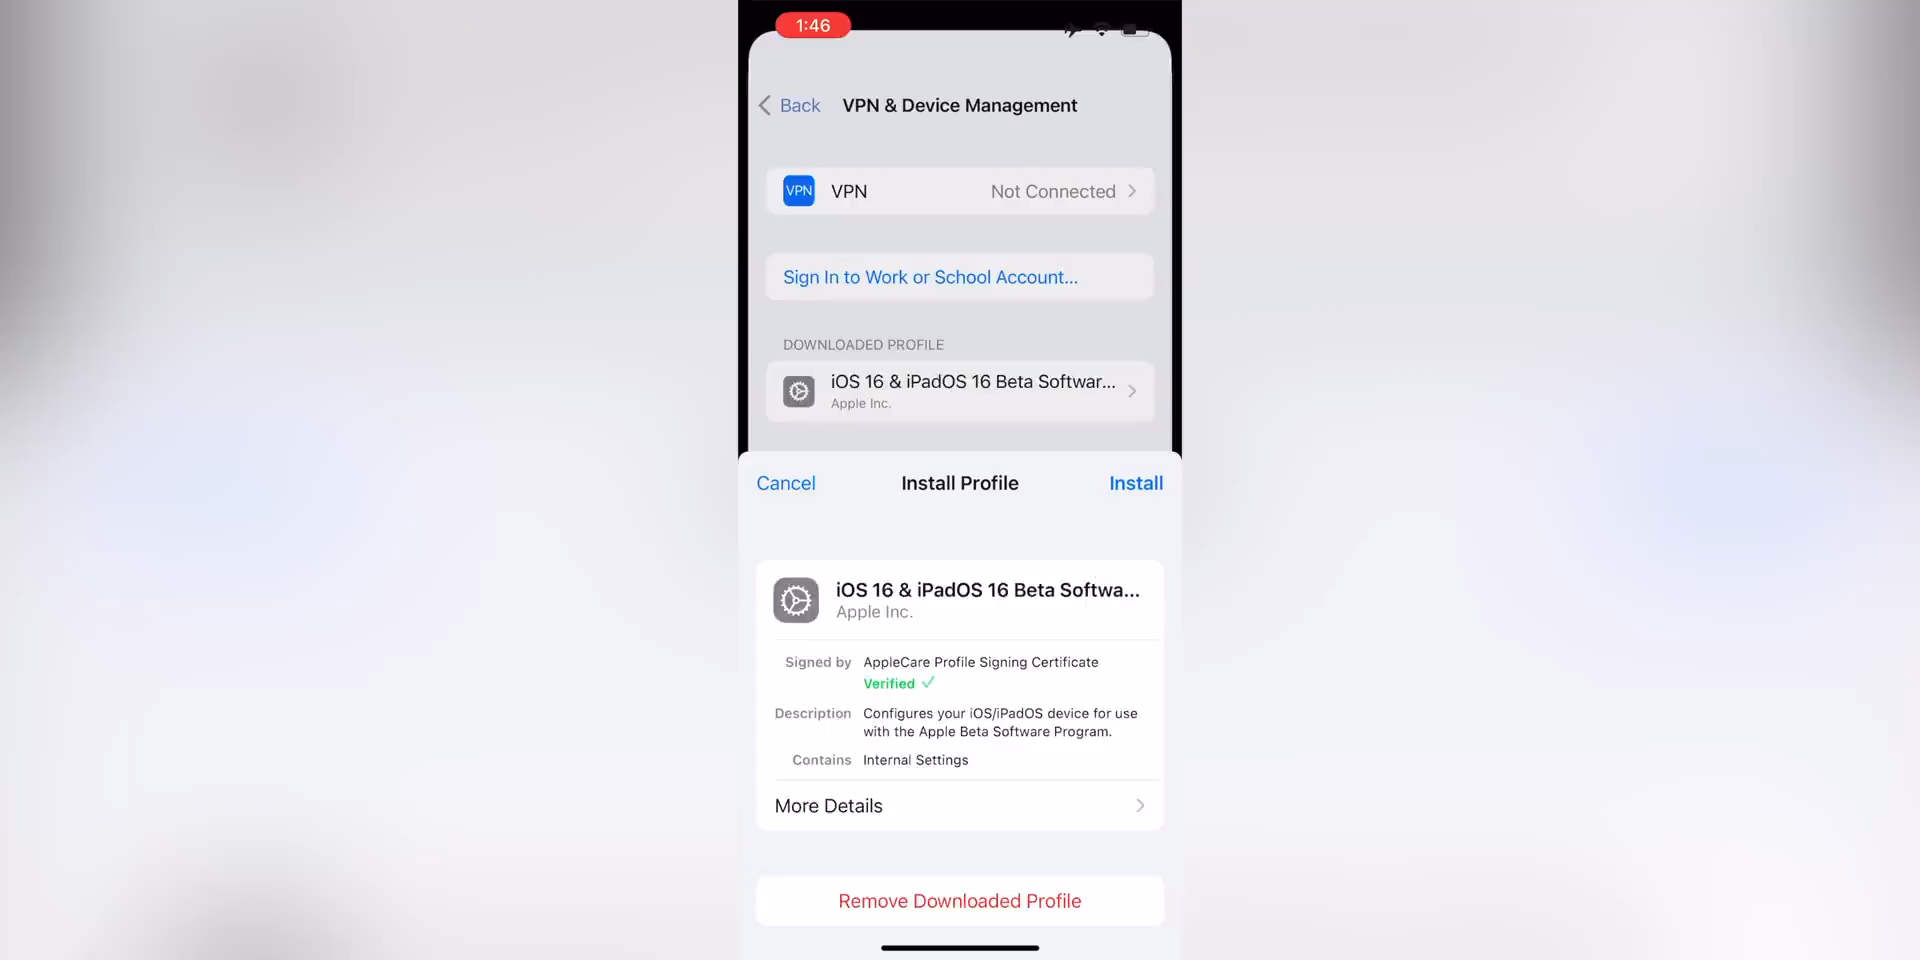 1:46
Back VPN & Device Management
VPN VPN Not Connected
Sign In to Work or School Account...
DOWNLOADED PROFILE
iOS 16 & iPadOS 16 Beta Softwar...
Apple Inc.
Cancel Install Profile Install
iOS 16 & iPadOS 16 Beta Softwa...
Apple Inc.
Signed by AppleCare Profile Signing Certificate
Verified
Description Configures your iOS/iPadOS device for use
with the Apple Beta Software Program.
Contains Internal Settings
More Details
Remove Downloaded Profile